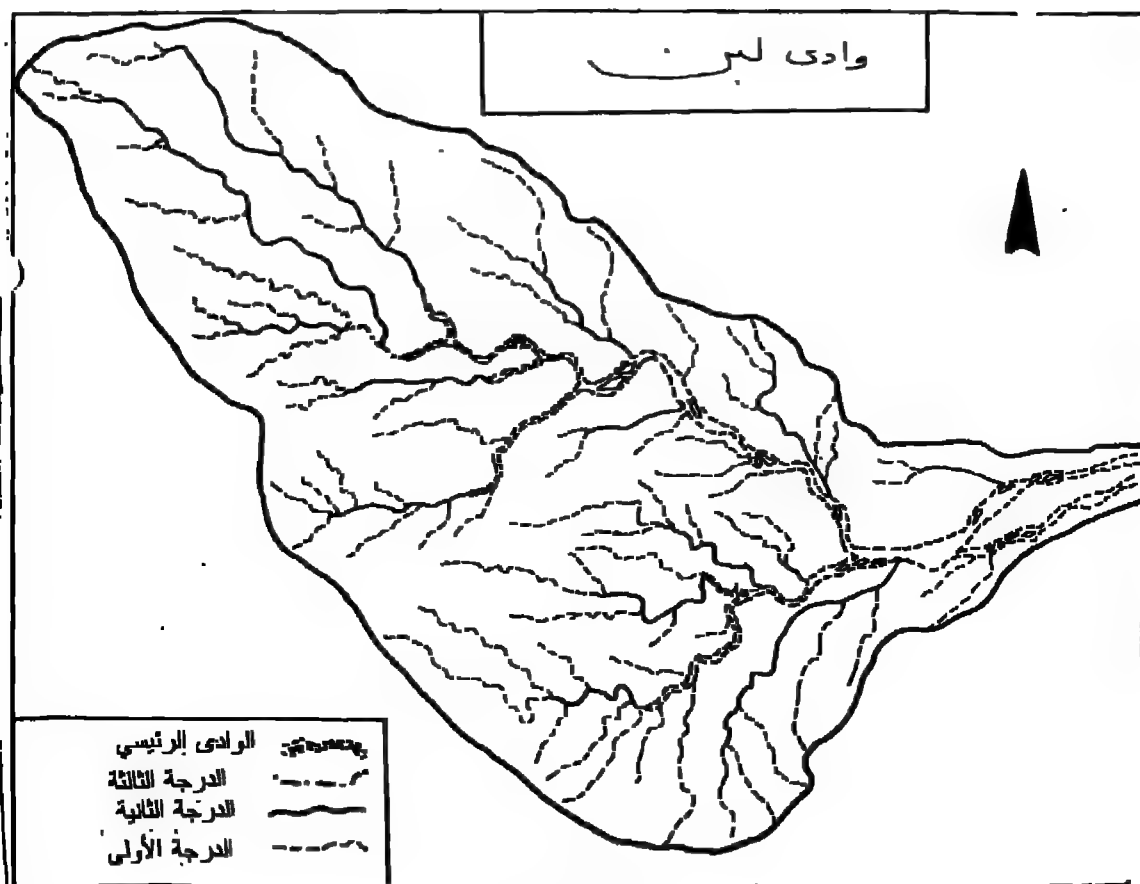 وادى لبن
الوادى الرئيسي
الدرجة الثالثة
الدرجة الثانية
الدرجة الأولى